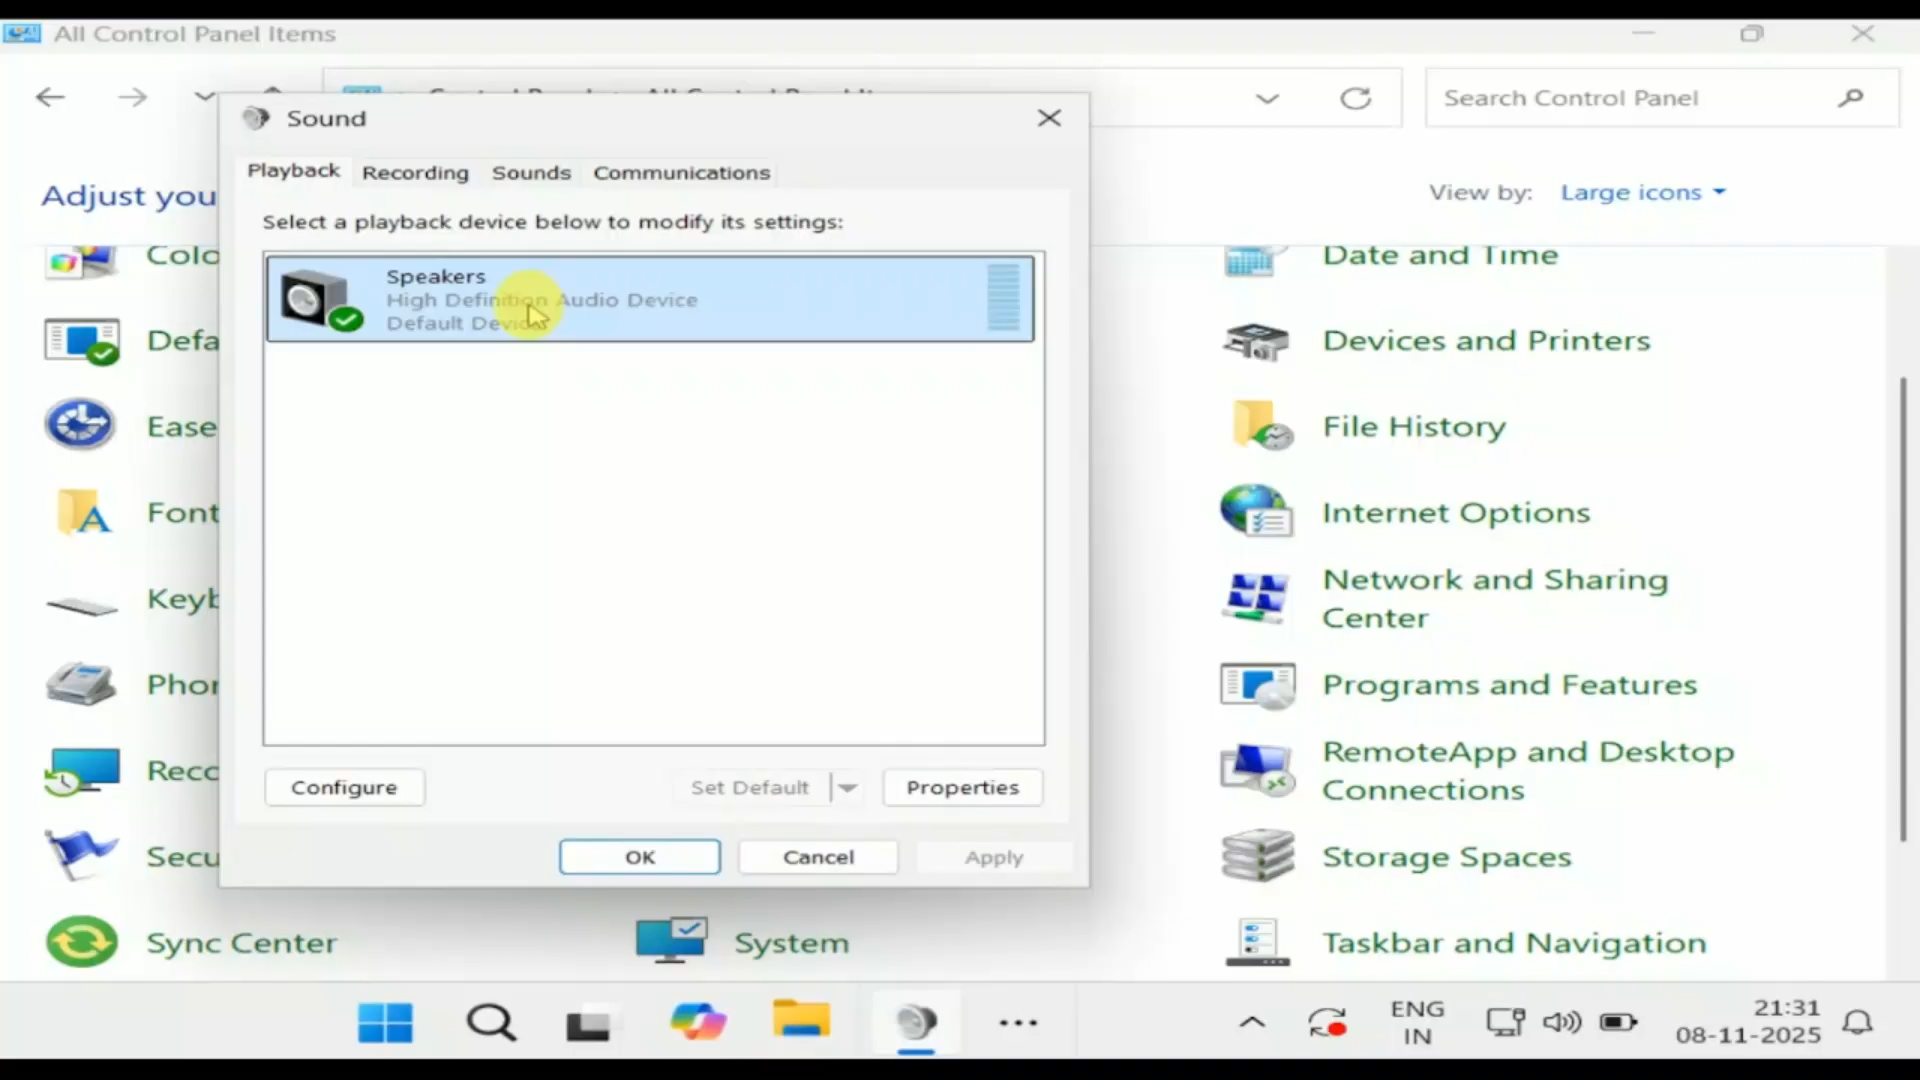 All Control Panel Items
Search Control Panel
Sound
Playback
Recording
Sounds
Communications
Adjust you
View by:
Large icons
Select a playback device below to modify its settings:
Speakers
High Definition Audio Device
Default Device
Colo
Date and Time
Defa
Devices and Printers
Ease
File History
Font
Internet Options
Keyb
Network and Sharing
Center
Phon
Programs and Features
Reco
RemoteApp and Desktop
Connections
Configure
Set Default
Properties
OK
Cancel
Apply
Secu
Storage Spaces
Sync Center
System
Taskbar and Navigation
ENG
IN
21:31
08-11-2025